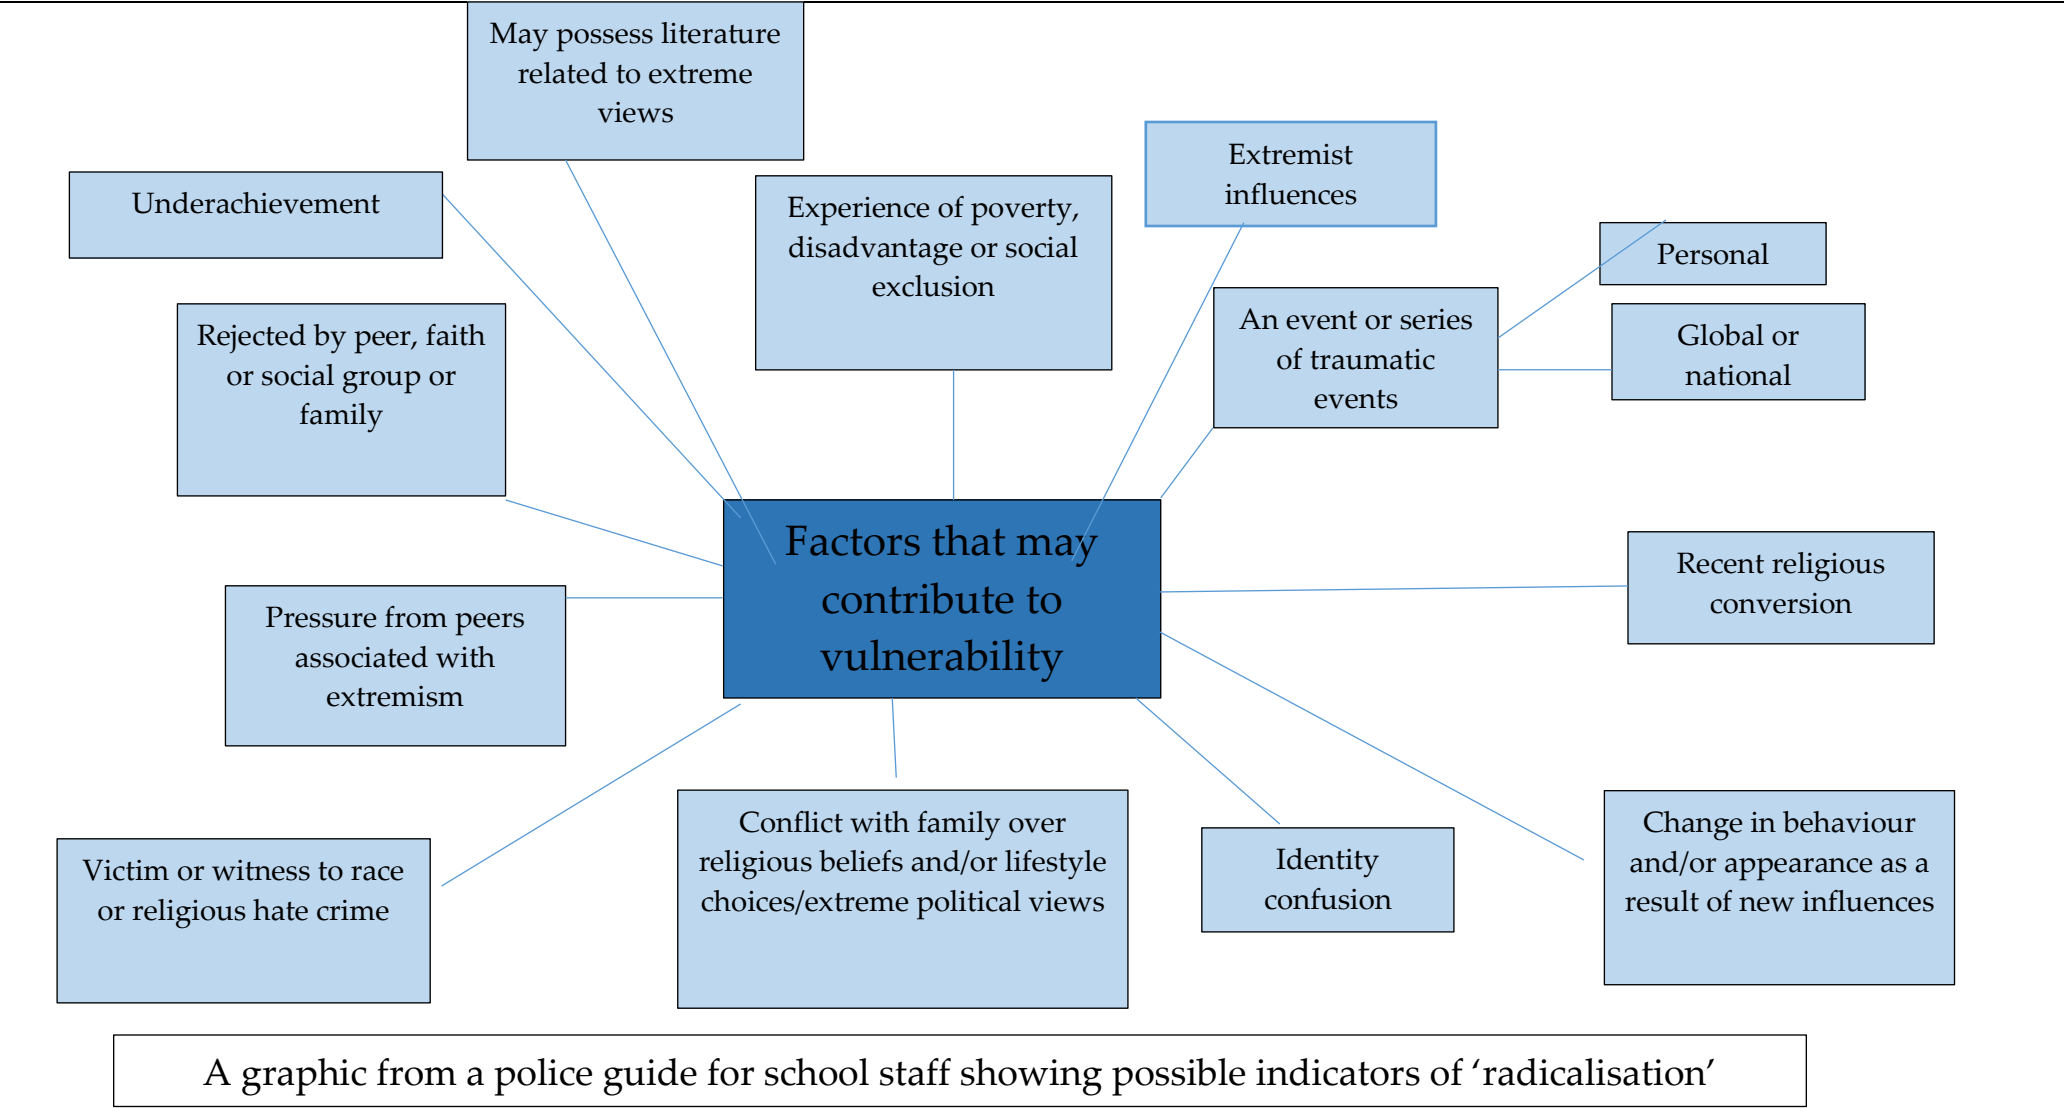 May possess literature
related to extreme
views
Extremist
influences
Underachievement
Experience of poverty,
disadvantage or social
exclusion
Personal
An event or series
of traumatic
events
Global or
national
Rejected by peer, faith
or social group or
family
Factors that may
contribute to
vulnerability
Recent religious
conversion
Pressure from peers
associated with
extremism
Victim or witness to race
or religious hate crime
Conflict with family over
religious beliefs and/or lifestyle
choices/extreme political views
Identity
confusion
Change in behaviour
and/or appearance as a
result of new influences
A graphic from a police guide for school staff showing possible indicators of ‘radicalisation’